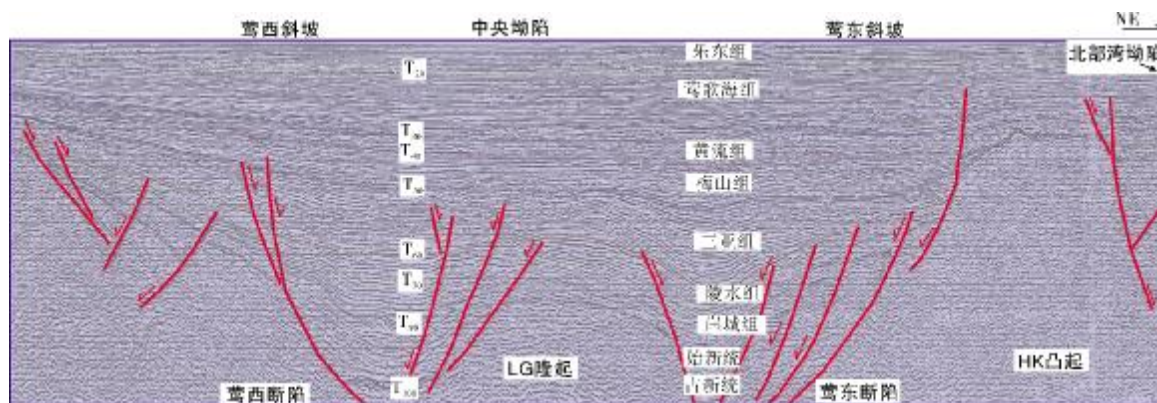 莺西斜坡
中央坳陷
莺东斜坡
NE
北部湾坳陷
乐东组
莺歌海组
黄流组
梅山组
三亚组
陵水组
崖城组
始新统
古新统
T
T
T
T
T
T
T
T₁₀₀
LG隆起
HK凸起
莺西断陷
莺东断陷